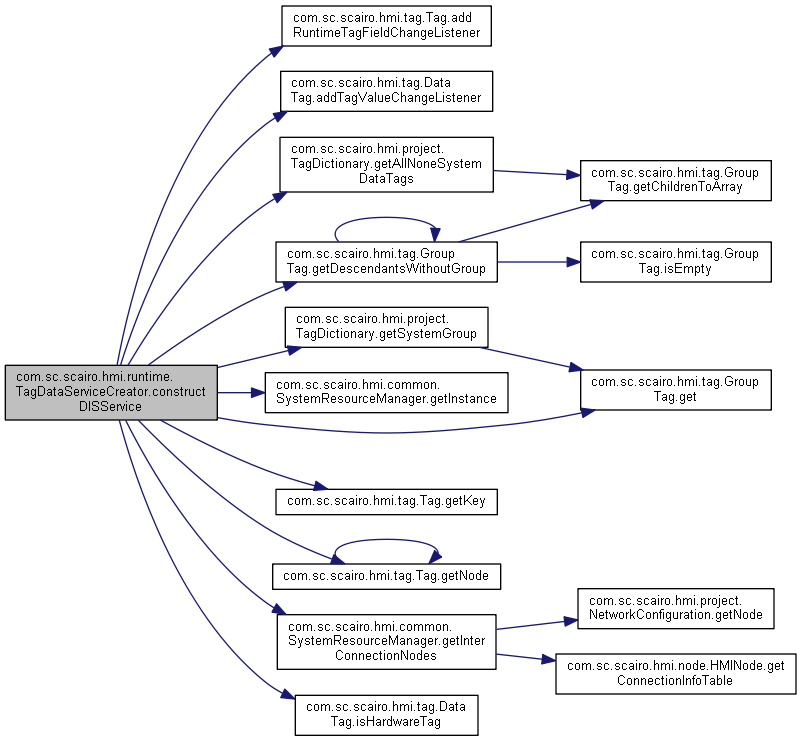 com.sc.scairo.hmi.tag.Tag.add
RuntimeTagFieldChangeListener
com.sc.scairo.hmi.tag.Data
Tag.addTagValueChangeListener
com.sc.scairo.hmi.project.
TagDictionary.getAllNoneSystem
DataTags
com.sc.scairo.hmi.tag.Group
Tag.getChildrenToArray
com.sc.scairo.hmi.tag.Group
Tag.getDescendantsWithoutGroup
com.sc.scairo.hmi.tag.Group
Tag.isEmpty
com.sc.scairo.hmi.project.
TagDictionary.getSystemGroup
com.sc.scairo.hmi.runtime.
TagDataServiceCreator.construct
DISService
com.sc.scairo.hmi.common.
SystemResourceManager.getInstance
com.sc.scairo.hmi.tag.Group
Tag.get
com.sc.scairo.hmi.tag.Tag.getKey
com.sc.scairo.hmi.tag.Tag.getNode
com.sc.scairo.hmi.common.
SystemResourceManager.getInter
ConnectionNodes
com.sc.scairo.hmi.project.
NetworkConfiguration.getNode
com.sc.scairo.hmi.node.HMINode.get
ConnectionInfoTable
com.sc.scairo.hmi.tag.Data
Tag.isHardwareTag